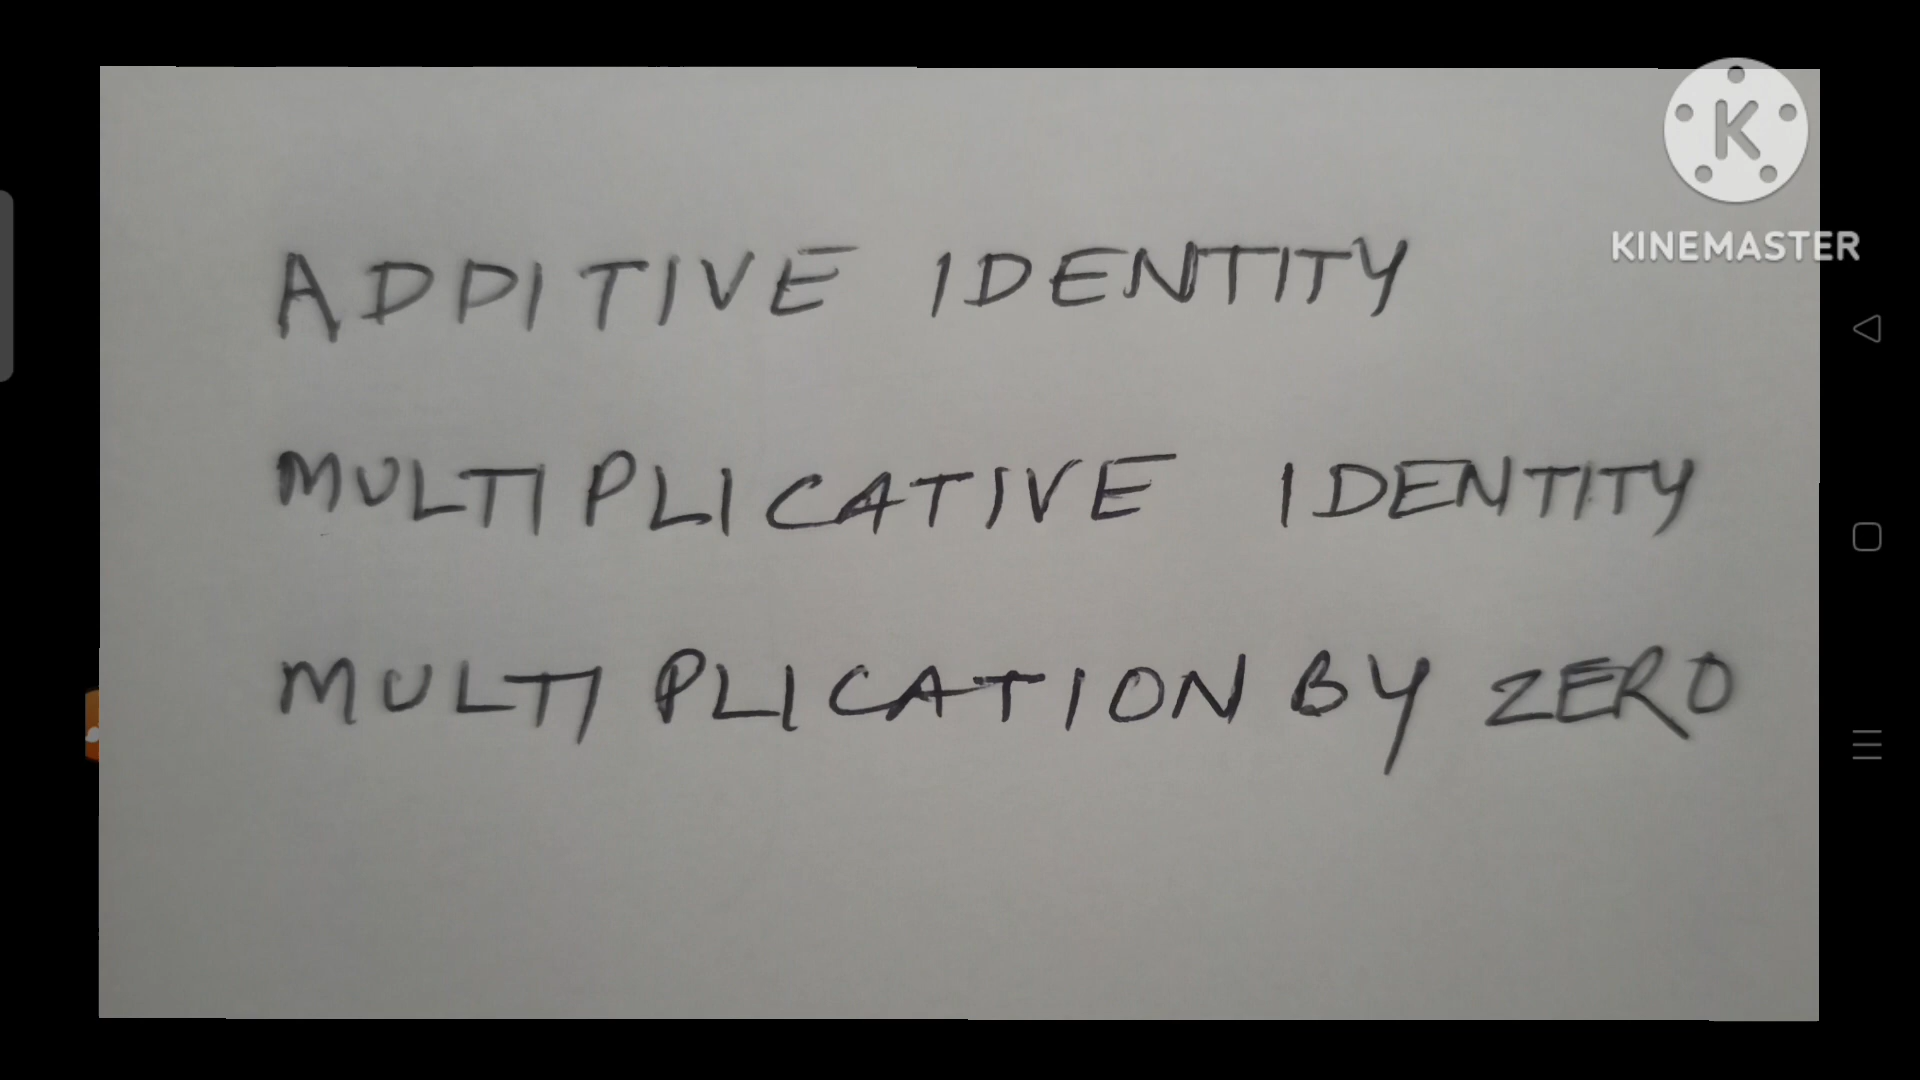 K
KINEMASTER
ADDITIVE IDENTITY
MULTIPLICATIVE IDENTITY
MULTIPLICATION BY ZERO